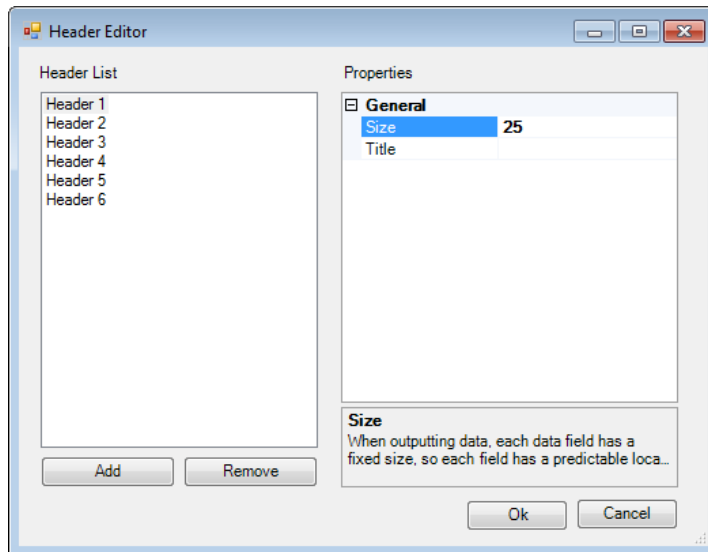 Header Editor
Header List
Header 1
Header 2
Header 3
Header 4
Header 5
Header 6
Add
Remove
Properties
General
Size 25
Title
Size
When outputting data, each data field has a
fixed size, so each field has a predictable loca...
Ok
Cancel